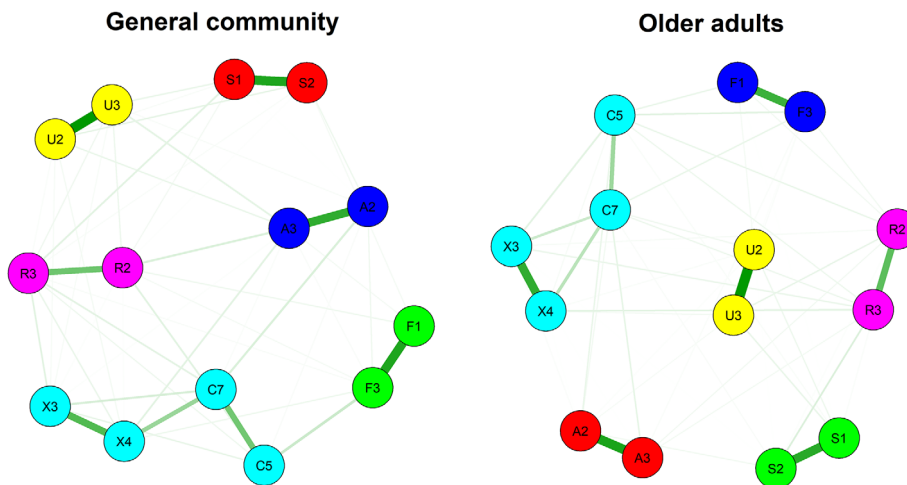 General community
Older adults
S1
S2
U3
U2
A2
A3
R3
R2
F1
F3
X3
X4
C7
C5
F1
F3
C5
C7
X3
X4
U2
U3
R2
R3
A2
A3
S1
S2